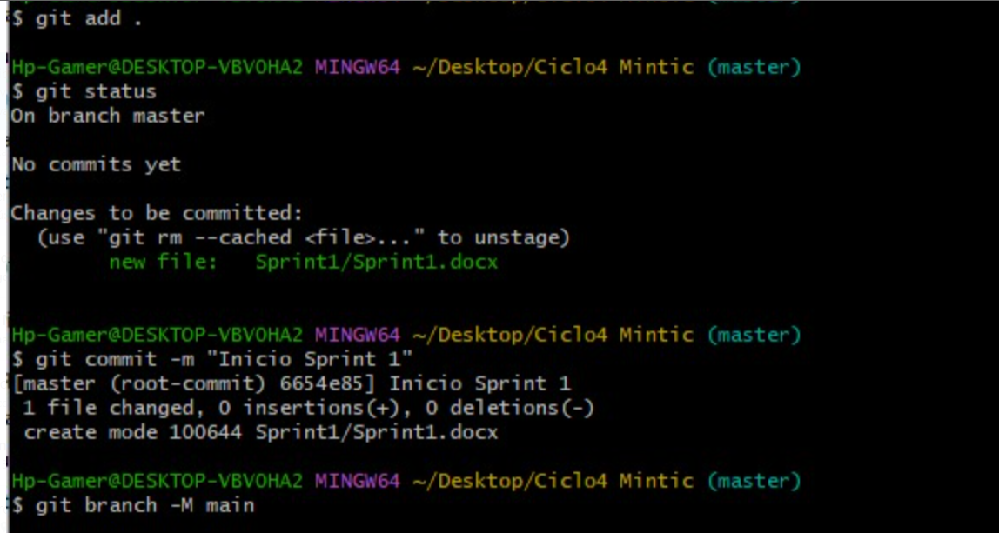 $ git add .
Hp-Gamer@DESKTOP-VBVOHA2 MINGW64 ~/Desktop/Ciclo4 Mintic (master)
$ git status
On branch master
No commits yet
Changes to be committed:
  (use "git rm --cached <file>..." to unstage)
        new file:   Sprint1/Sprint1.docx
Hp-Gamer@DESKTOP-VBVOHA2 MINGW64 ~/Desktop/Ciclo4 Mintic (master)
$ git commit -m "Inicio Sprint 1"
[master (root-commit) 6654e85] Inicio Sprint 1
 1 file changed, 0 insertions(+), 0 deletions(-)
 create mode 100644 Sprint1/Sprint1.docx
Hp-Gamer@DESKTOP-VBVOHA2 MINGW64 ~/Desktop/Ciclo4 Mintic (master)
$ git branch -M main